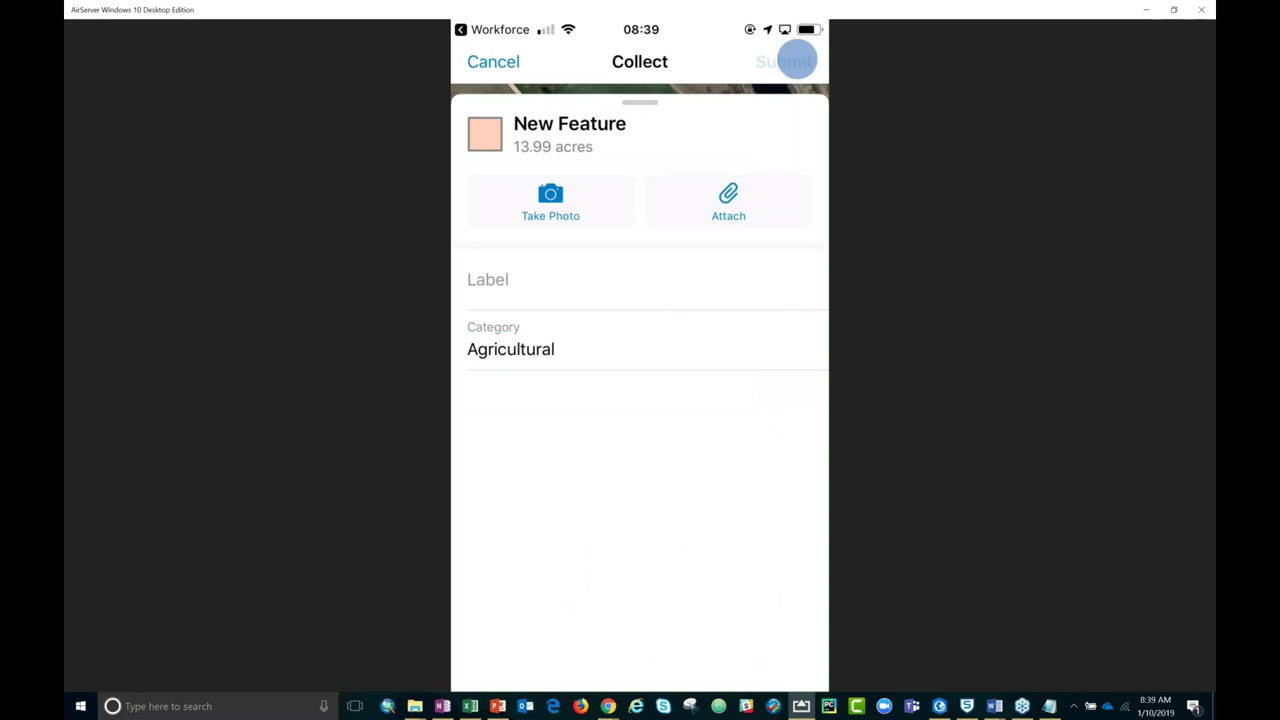 AirServer Windows 10 Desktop Edition
Workforce
08:39
Cancel
Collect
Submit
New Feature
13.99 acres
Take Photo
Attach
Label
Category
Agricultural
Type here to search
8:39 AM
1/10/2019